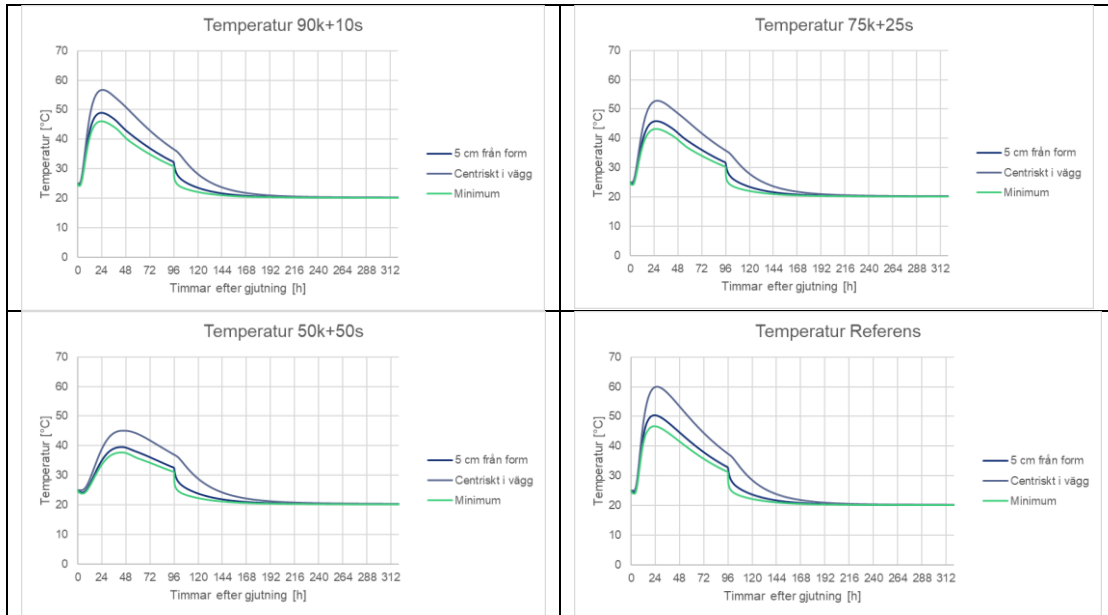 Temperatur 90k+10s
Temperatur [°C]
70
60
50
40
30
20
10
0
0 24 48 72 96 120 144 168 192 216 240 264 288 312
Timmar efter gjutning [h]
5 cm från form
Centriskt i vägg
Minimum
Temperatur 75k+25s
Temperatur [°C]
70
60
50
40
30
20
10
0
0 24 48 72 96 120 144 168 192 216 240 264 288 312
Timmar efter gjutning [h]
5 cm från form
Centriskt i vägg
Minimum
Temperatur 50k+50s
Temperatur [°C]
70
60
50
40
30
20
10
0
0 24 48 72 96 120 144 168 192 216 240 264 288 312
Timmar efter gjutning [h]
5 cm från form
Centriskt i vägg
Minimum
Temperatur Referens
Temperatur [°C]
70
60
50
40
30
20
10
0
0 24 48 72 96 120 144 168 192 216 240 264 288 312
Timmar efter gjutning [h]
5 cm från form
Centriskt i vägg
Minimum